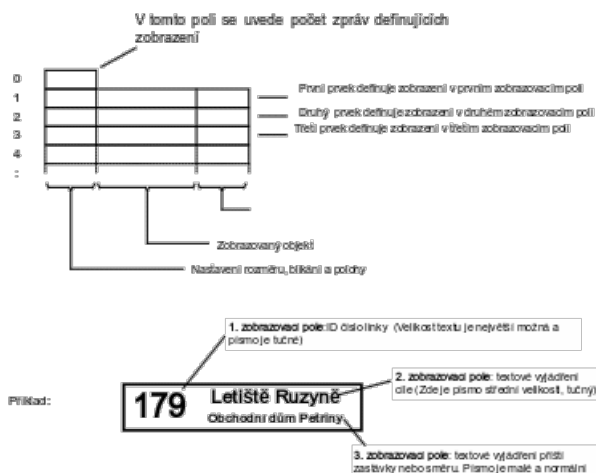 V tomto poli se uvede počet zpráv definujících
zobrazení
0
1
2
3
4
:
První prvek definuje zobrazení v prvním zobrazovacím poli
Druhý prvek definuje zobrazení v druhém zobrazovacím poli
Třetí prvek definuje zobrazení v třetím zobrazovacím poli
Zobrazovaný objekt
Nastavení rozměru, blikání a polohy
1. zobrazovací pole: ID číslo linky (Velikost textu je největší možná a
písmo je tučné)
Příklad:
179
Letiště Ruzyně
Obchodní dům Petřiny
2. zobrazovací pole: textové vyjádření
cíle (Zde je písmo střední velikosti, tučný)
3. zobrazovací pole: textové vyjádření příští
zastávky nebo směru. Písmo je malé a normální